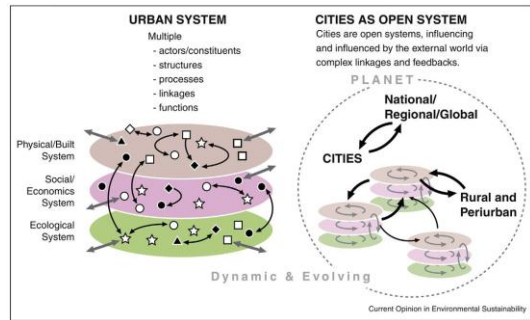 URBAN SYSTEM
Multiple
- actors/constituents
- structures
- processes
- linkages
- functions
Physical/Built
System
Social/
Economics
System
Ecological
System
CITIES AS OPEN SYSTEM
Cities are open systems, influencing
and influenced by the external world via
complex linkages and feedbacks.
PLANET
National/
Regional/Global
CITIES
Rural and
Periurban
Dynamic & Evolving
Current Opinion in Environmental Sustainability